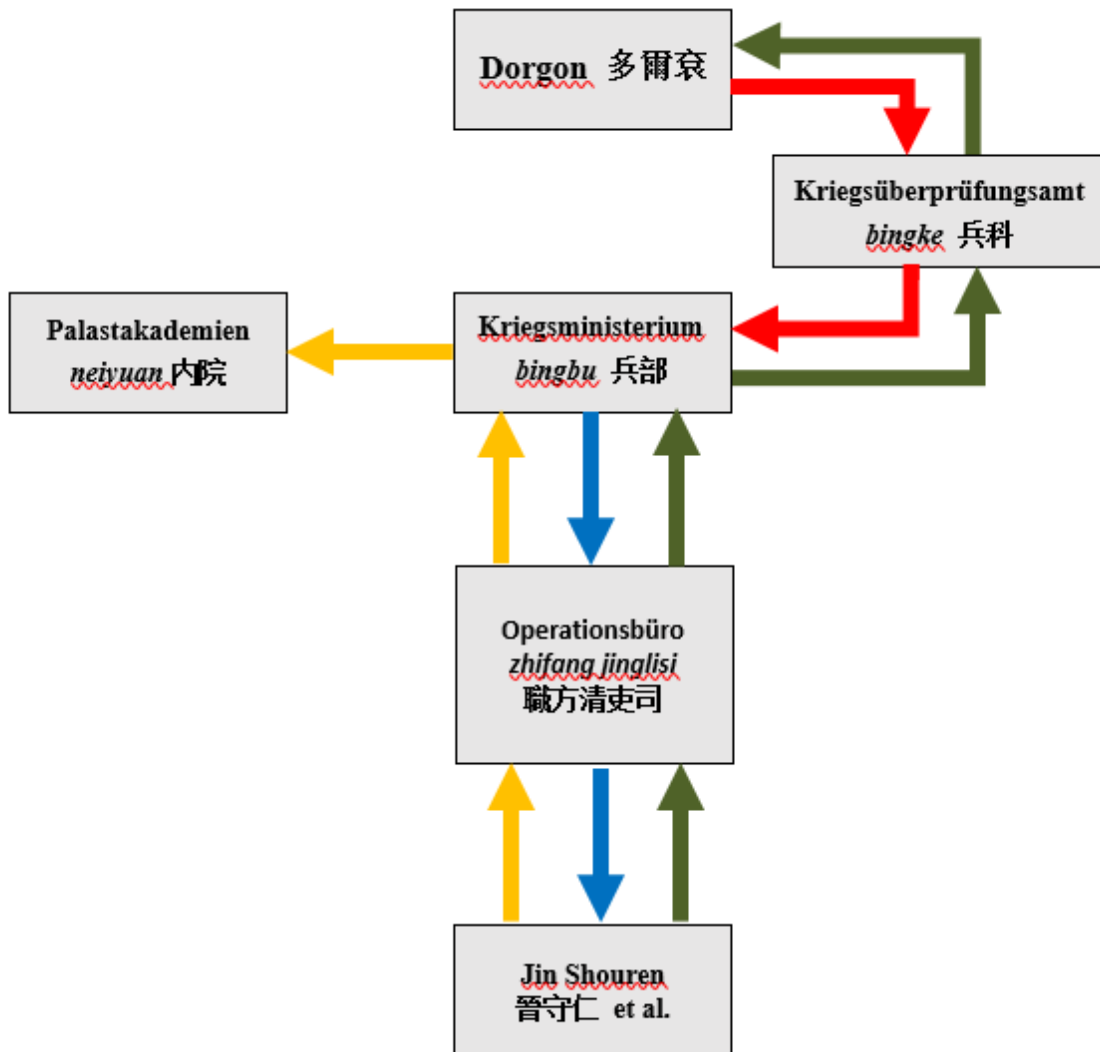 Dorgon 多爾袞
Kriegsüberprüfungsamt
bingke 兵科
Palastakademien
neiyuan 内院
Kriegsministerium
bingbu 兵部
Operationsbüro
zhifang jinglisi
職方清吏司
Jin Shouren
晉守仁 et al.